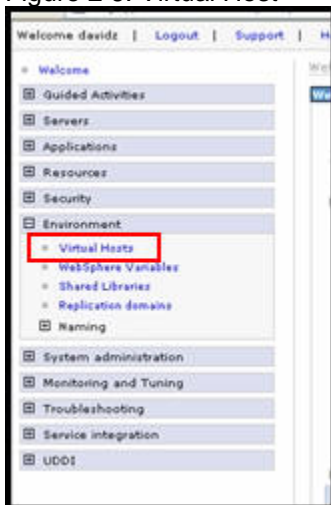 Figure 2-3: Virtual Host
Welcome davidz | Logout | Support | H
Welcome
Guided Activities
Servers
Applications
Resources
Security
Environment
Virtual Hosts
WebSphere Variables
Shared Libraries
Replication domains
Naming
System administration
Monitoring and Tuning
Troubleshooting
Service integration
UDDI